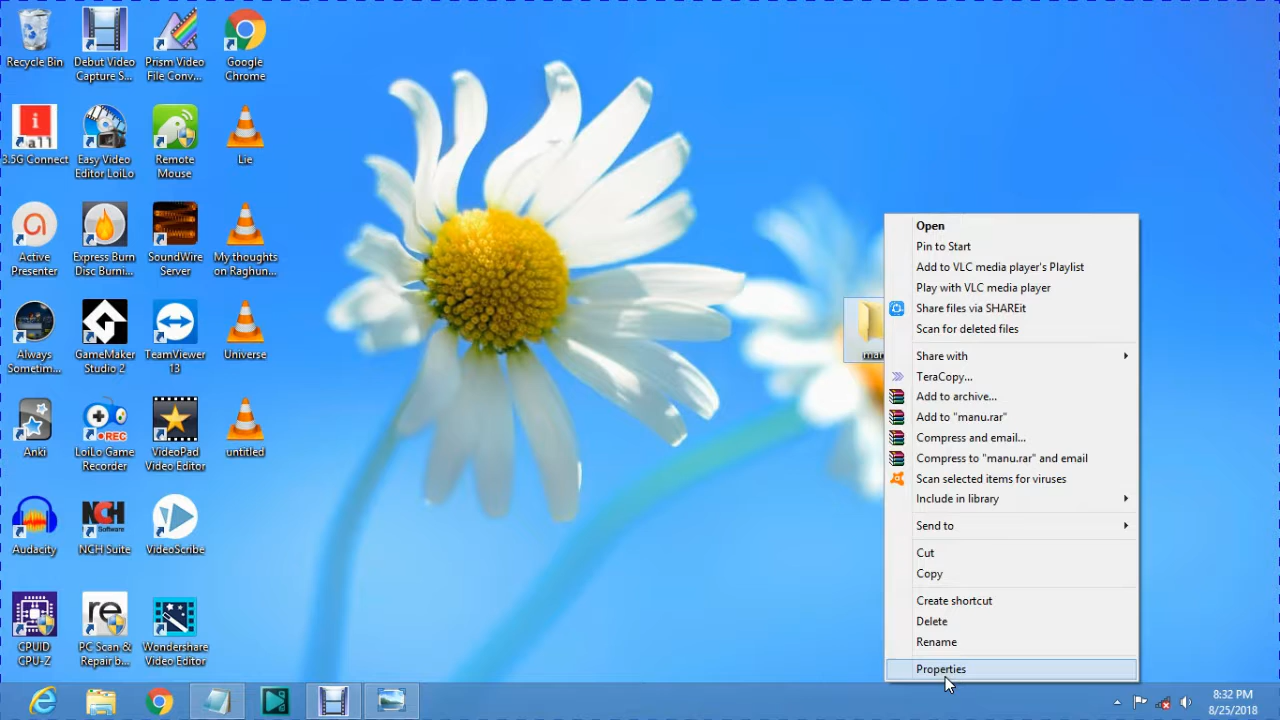 Recycle Bin
Debut Video
Capture S...
Prism Video
File Conv...
Google
Chrome
3.5G Connect
Easy Video
Editor LoiLo
Remote
Mouse
Lie
Active
Presenter
Express Burn
Disc Burni...
SoundWire
Server
My thoughts
on Raghun...
Always
Sometim...
GameMaker
Studio 2
TeamViewer
13
Universe
Anki
LoiLo Game
Recorder
VideoPad
Video Editor
untitled
Audacity
NCH Suite
VideoScribe
CPUID
CPU-Z
PC Scan &
Repair b...
Wondershare
Video Editor
i
all
REC
NCH
Software
re
Open
Pin to Start
Add to VLC media player's Playlist
Play with VLC media player
Share files via SHAREit
Scan for deleted files
Share with
TeraCopy...
Add to archive...
Add to "manu.rar"
Compress and email...
Compress to "manu.rar" and email
Scan selected items for viruses
Include in library
Send to
Cut
Copy
Create shortcut
Delete
Rename
Properties
8:32 PM
8/25/2018